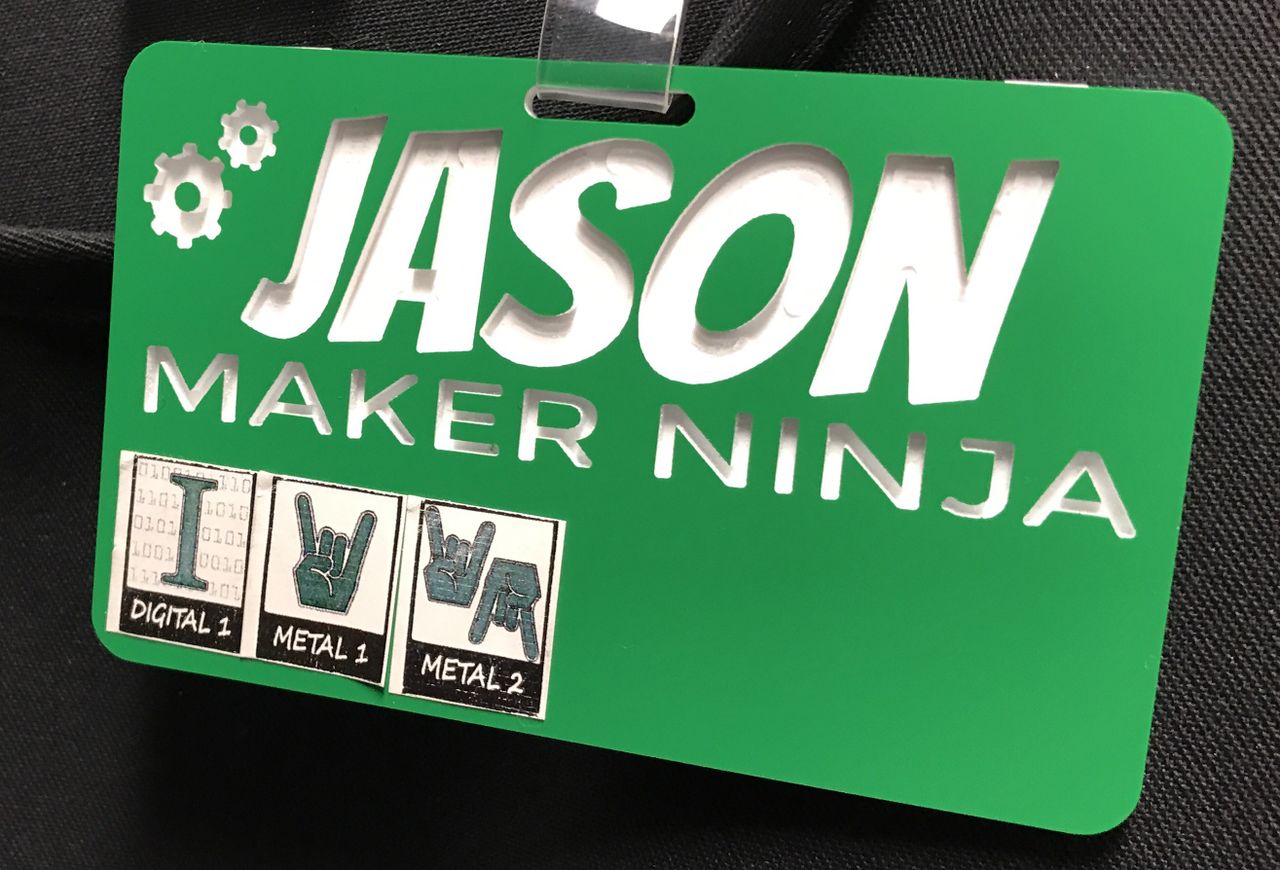 JASON
MAKER NINJA
I
DIGITAL 1
METAL 1
METAL 2